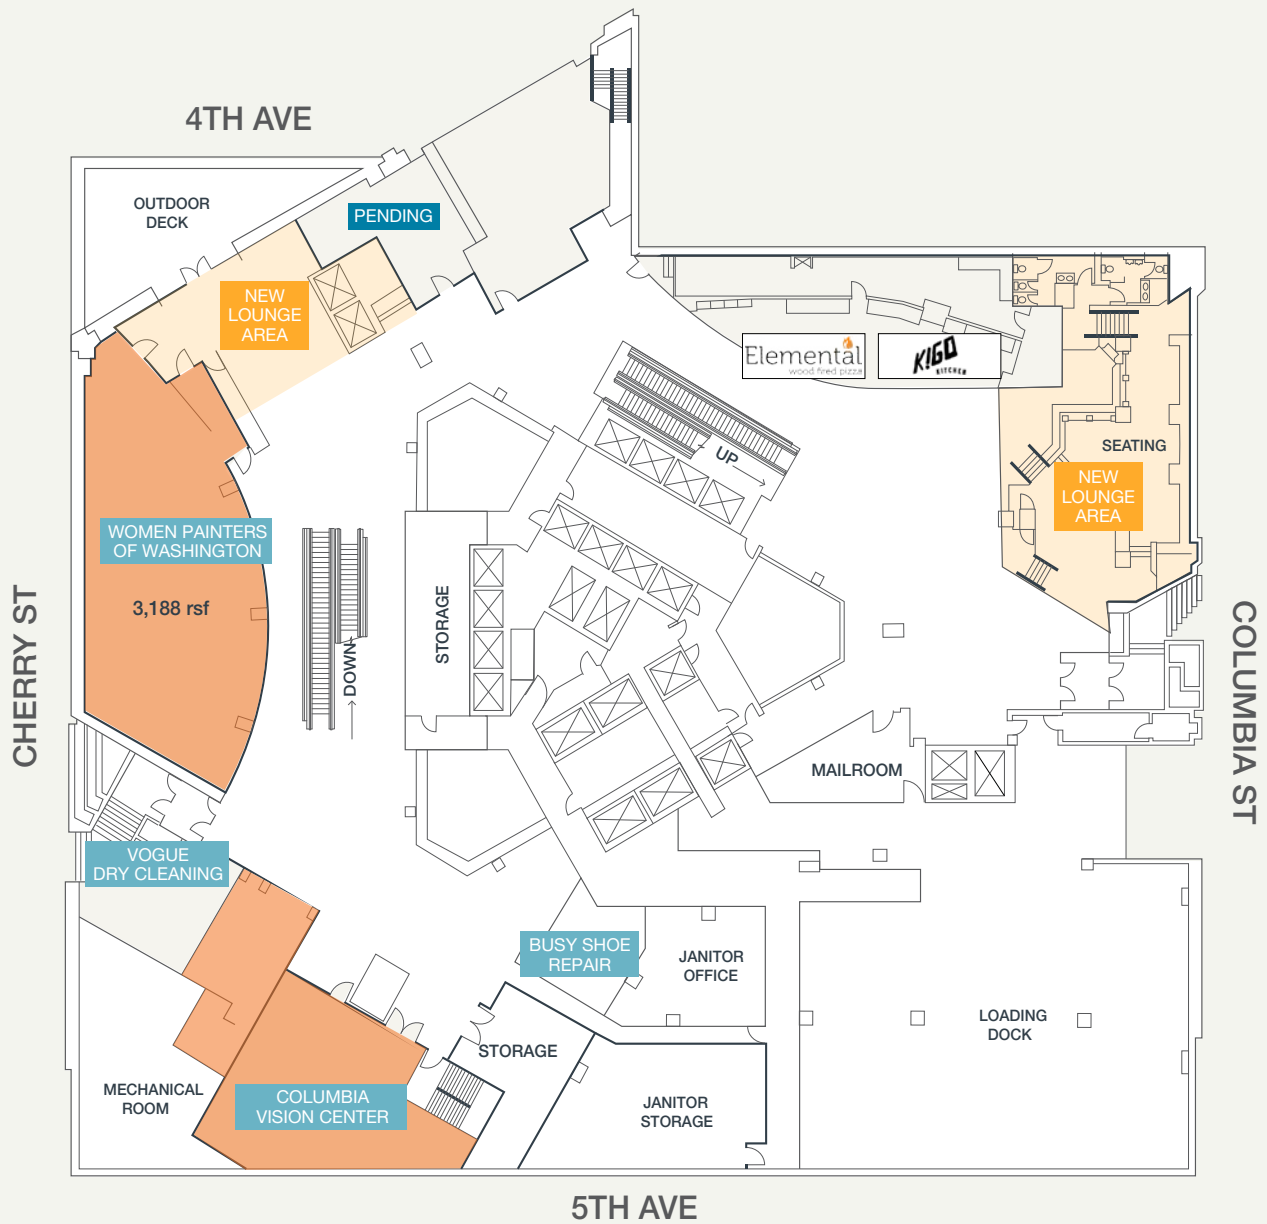 4TH AVE
OUTDOOR
DECK
PENDING
NEW
LOUNGE
AREA
Elemental
wood fired pizza
K!GO
KITCHEN
UP
SEATING
NEW
LOUNGE
AREA
WOMEN PAINTERS
OF WASHINGTON
3,188 rsf
STORAGE
DOWN
CHERRY ST
COLUMBIA ST
MAILROOM
VOGUE
DRY CLEANING
BUSY SHOE
REPAIR
JANITOR
OFFICE
LOADING
DOCK
STORAGE
MECHANICAL
ROOM
COLUMBIA
VISION CENTER
JANITOR
STORAGE
5TH AVE